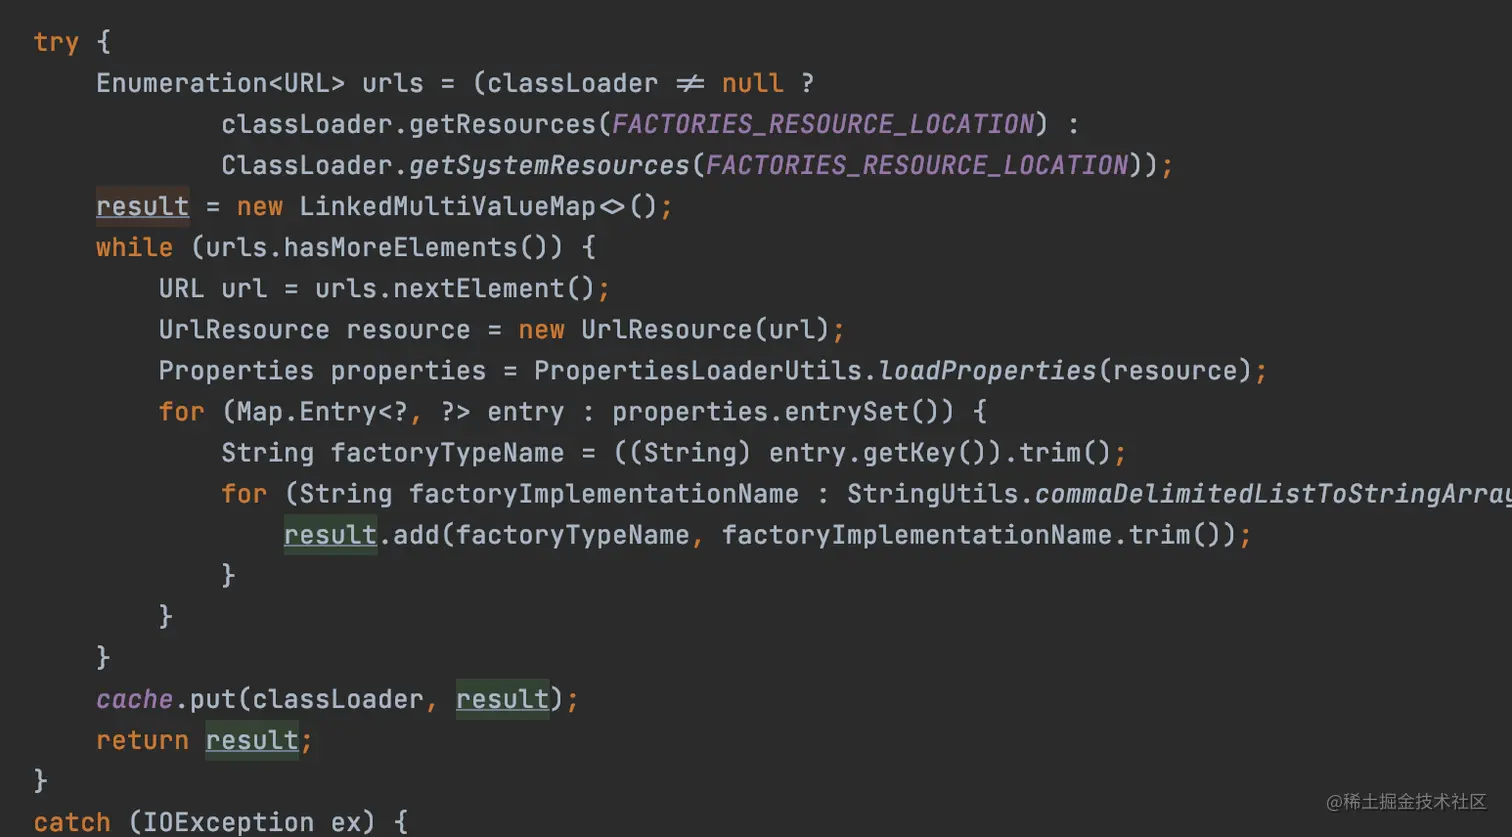 try {
    Enumeration<URL> urls = (classLoader != null ?
            classLoader.getResources(FACTORIES_RESOURCE_LOCATION) :
            ClassLoader.getSystemResources(FACTORIES_RESOURCE_LOCATION));
    result = new LinkedMultiValueMap<>();
    while (urls.hasMoreElements()) {
        URL url = urls.nextElement();
        UrlResource resource = new UrlResource(url);
        Properties properties = PropertiesLoaderUtils.loadProperties(resource);
        for (Map.Entry<?, ?> entry : properties.entrySet()) {
            String factoryTypeName = ((String) entry.getKey()).trim();
            for (String factoryImplementationName : StringUtils.commaDelimitedListToStringArray
                result.add(factoryTypeName, factoryImplementationName.trim());
            }
        }
    }
    cache.put(classLoader, result);
    return result;
}
catch (IOException ex) {
@稀土掘金技术社区